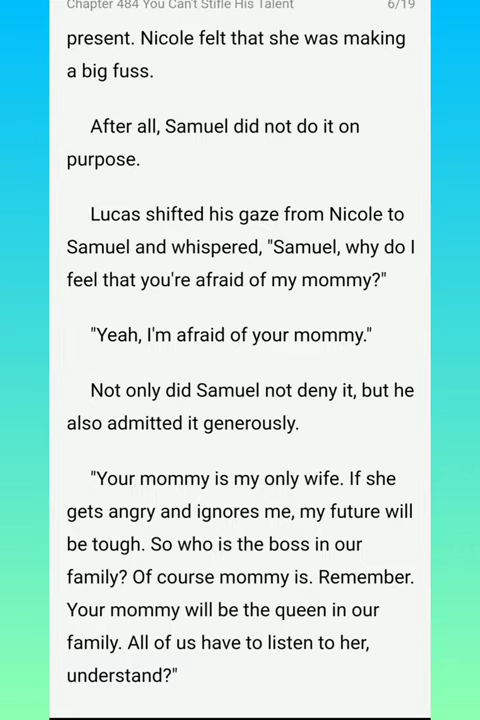 Chapter 484 You Can't Stifle His Talent 6/19
present. Nicole felt that she was making
a big fuss.
After all, Samuel did not do it on
purpose.
Lucas shifted his gaze from Nicole to
Samuel and whispered, "Samuel, why do I
feel that you're afraid of my mommy?"
"Yeah, I'm afraid of your mommy."
Not only did Samuel not deny it, but he
also admitted it generously.
"Your mommy is my only wife. If she
gets angry and ignores me, my future will
be tough. So who is the boss in our
family? Of course mommy is. Remember.
Your mommy will be the queen in our
family. All of us have to listen to her,
understand?"